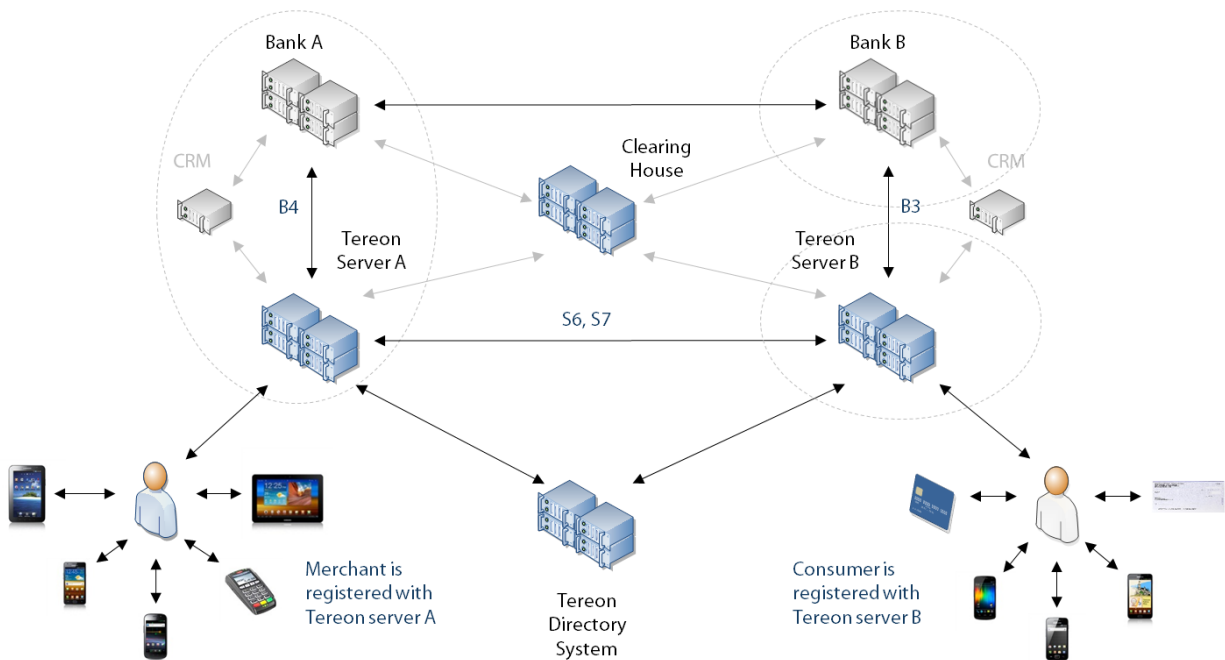 Bank A
Bank B
Clearing
House
CRM
CRM
B4
B3
Tereon
Server A
Tereon
Server B
S6, S7
Merchant is
registered with
Tereon server A
Consumer is
registered with
Tereon server B
Tereon
Directory
System